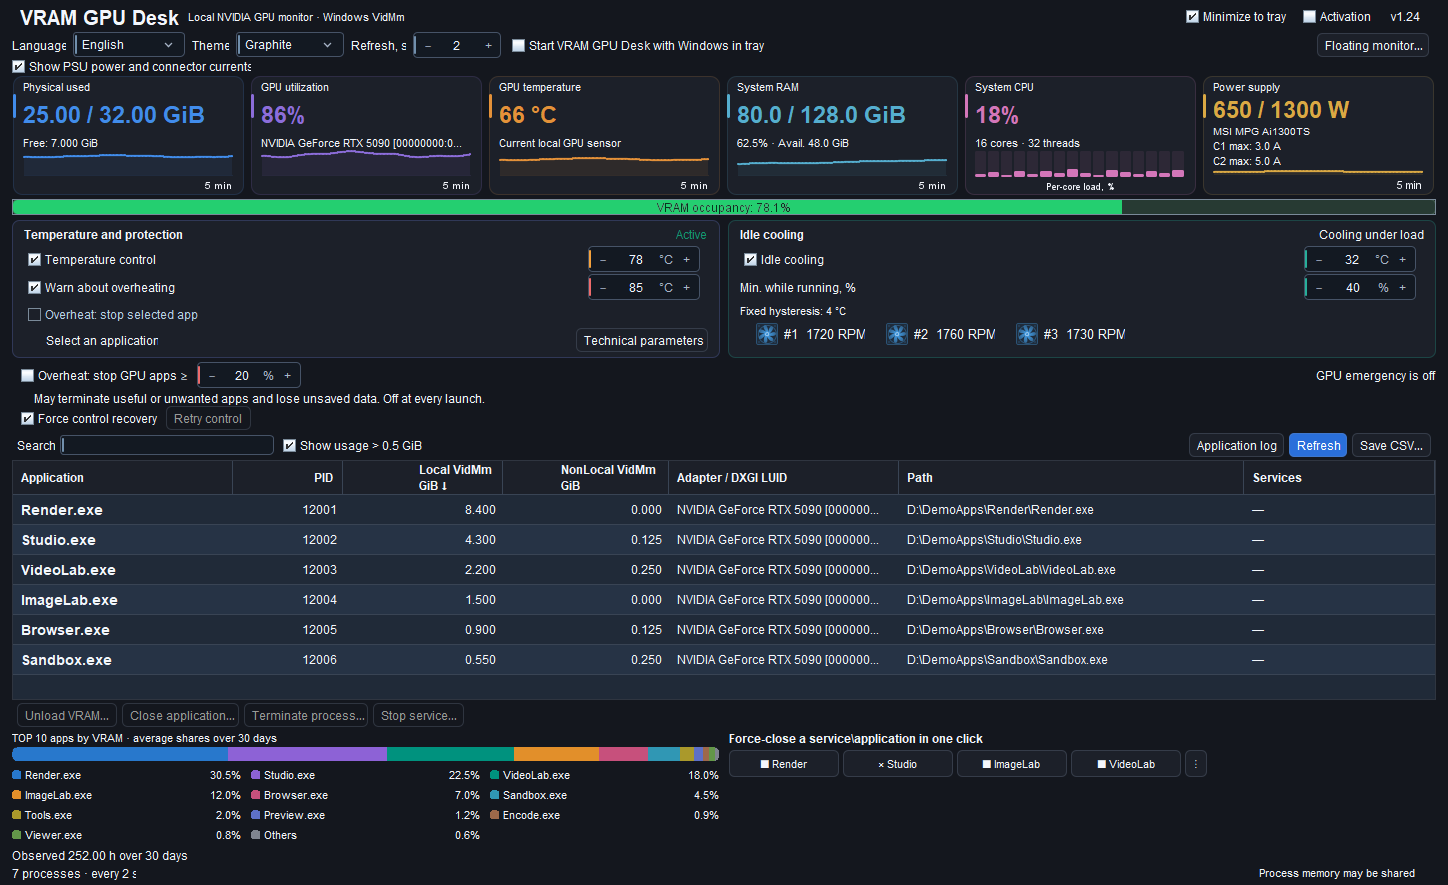 VRAM GPU Desk Local NVIDIA GPU monitor · Windows VidMm Minimize to tray Activation v1.24
Language English Theme Graphite Refresh, s − 2 + Start VRAM GPU Desk with Windows in tray Floating monitor...
Show PSU power and connector currents
Physical used
25.00 / 32.00 GiB
Free: 7.000 GiB
5 min
GPU utilization
86%
NVIDIA GeForce RTX 5090 [00000000:0...
5 min
GPU temperature
66 °C
Current local GPU sensor
5 min
System RAM
80.0 / 128.0 GiB
62.5% · Avail. 48.0 GiB
5 min
System CPU
18%
16 cores · 32 threads
Per-core load, %
Power supply
650 / 1300 W
MSI MPG Ai1300TS
C1 max: 3.0 A
C2 max: 5.0 A
5 min
VRAM occupancy: 78.1%
Temperature and protection Active
Temperature control − 78 °C +
Warn about overheating − 85 °C +
Overheat: stop selected app
Select an application Technical parameters
Idle cooling Cooling under load
Idle cooling − 32 °C +
Min. while running, % − 40 % +
Fixed hysteresis: 4 °C
#1 1720 RPM #2 1760 RPM #3 1730 RPM
Overheat: stop GPU apps ≥ − 20 % + GPU emergency is off
May terminate useful or unwanted apps and lose unsaved data. Off at every launch.
Force control recovery Retry control
Search Show usage > 0.5 GiB Application log Refresh Save CSV...
Application PID Local VidMm GiB ↓ NonLocal VidMm GiB Adapter / DXGI LUID Path Services
Render.exe 12001 8.400 0.000 NVIDIA GeForce RTX 5090 [000000... D:\DemoApps\Render\Render.exe —
Studio.exe 12002 4.300 0.125 NVIDIA GeForce RTX 5090 [000000... D:\DemoApps\Studio\Studio.exe —
VideoLab.exe 12003 2.200 0.250 NVIDIA GeForce RTX 5090 [000000... D:\DemoApps\VideoLab\VideoLab.exe —
ImageLab.exe 12004 1.500 0.000 NVIDIA GeForce RTX 5090 [000000... D:\DemoApps\ImageLab\ImageLab.exe —
Browser.exe 12005 0.900 0.125 NVIDIA GeForce RTX 5090 [000000... D:\DemoApps\Browser\Browser.exe —
Sandbox.exe 12006 0.550 0.250 NVIDIA GeForce RTX 5090 [000000... D:\DemoApps\Sandbox\Sandbox.exe —
Unload VRAM... Close application... Terminate process... Stop service...
TOP 10 apps by VRAM · average shares over 30 days
Render.exe 30.5% Studio.exe 22.5% VideoLab.exe 18.0%
ImageLab.exe 12.0% Browser.exe 7.0% Sandbox.exe 4.5%
Tools.exe 2.0% Preview.exe 1.2% Encode.exe 0.9%
Viewer.exe 0.8% Others 0.6%
Force-close a service\application in one click
Render × Studio ImageLab VideoLab ⋮
Observed 252.00 h over 30 days
7 processes · every 2 s Process memory may be shared